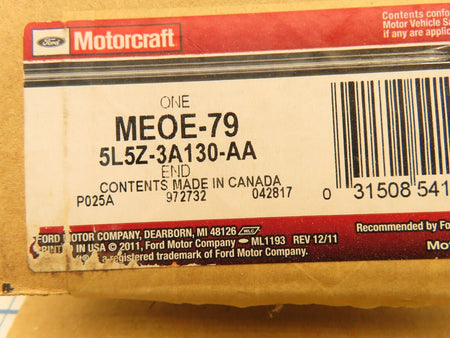 Ford Motorcraft
Contents confo
Motor Vehicle Sa
if any are applic
ONE
MEOE-79
5L5Z-3A130-AA
END
CONTENTS MADE IN CANADA
P025A 972732 042817
0 31508 541
FORD MOTOR COMPANY, DEARBORN, MI 48126
IN USA © 2011, Ford Motor Company ML1193 REV 12/11
a registered trademark of Ford Motor Company.
Recommended by Fo
Mo